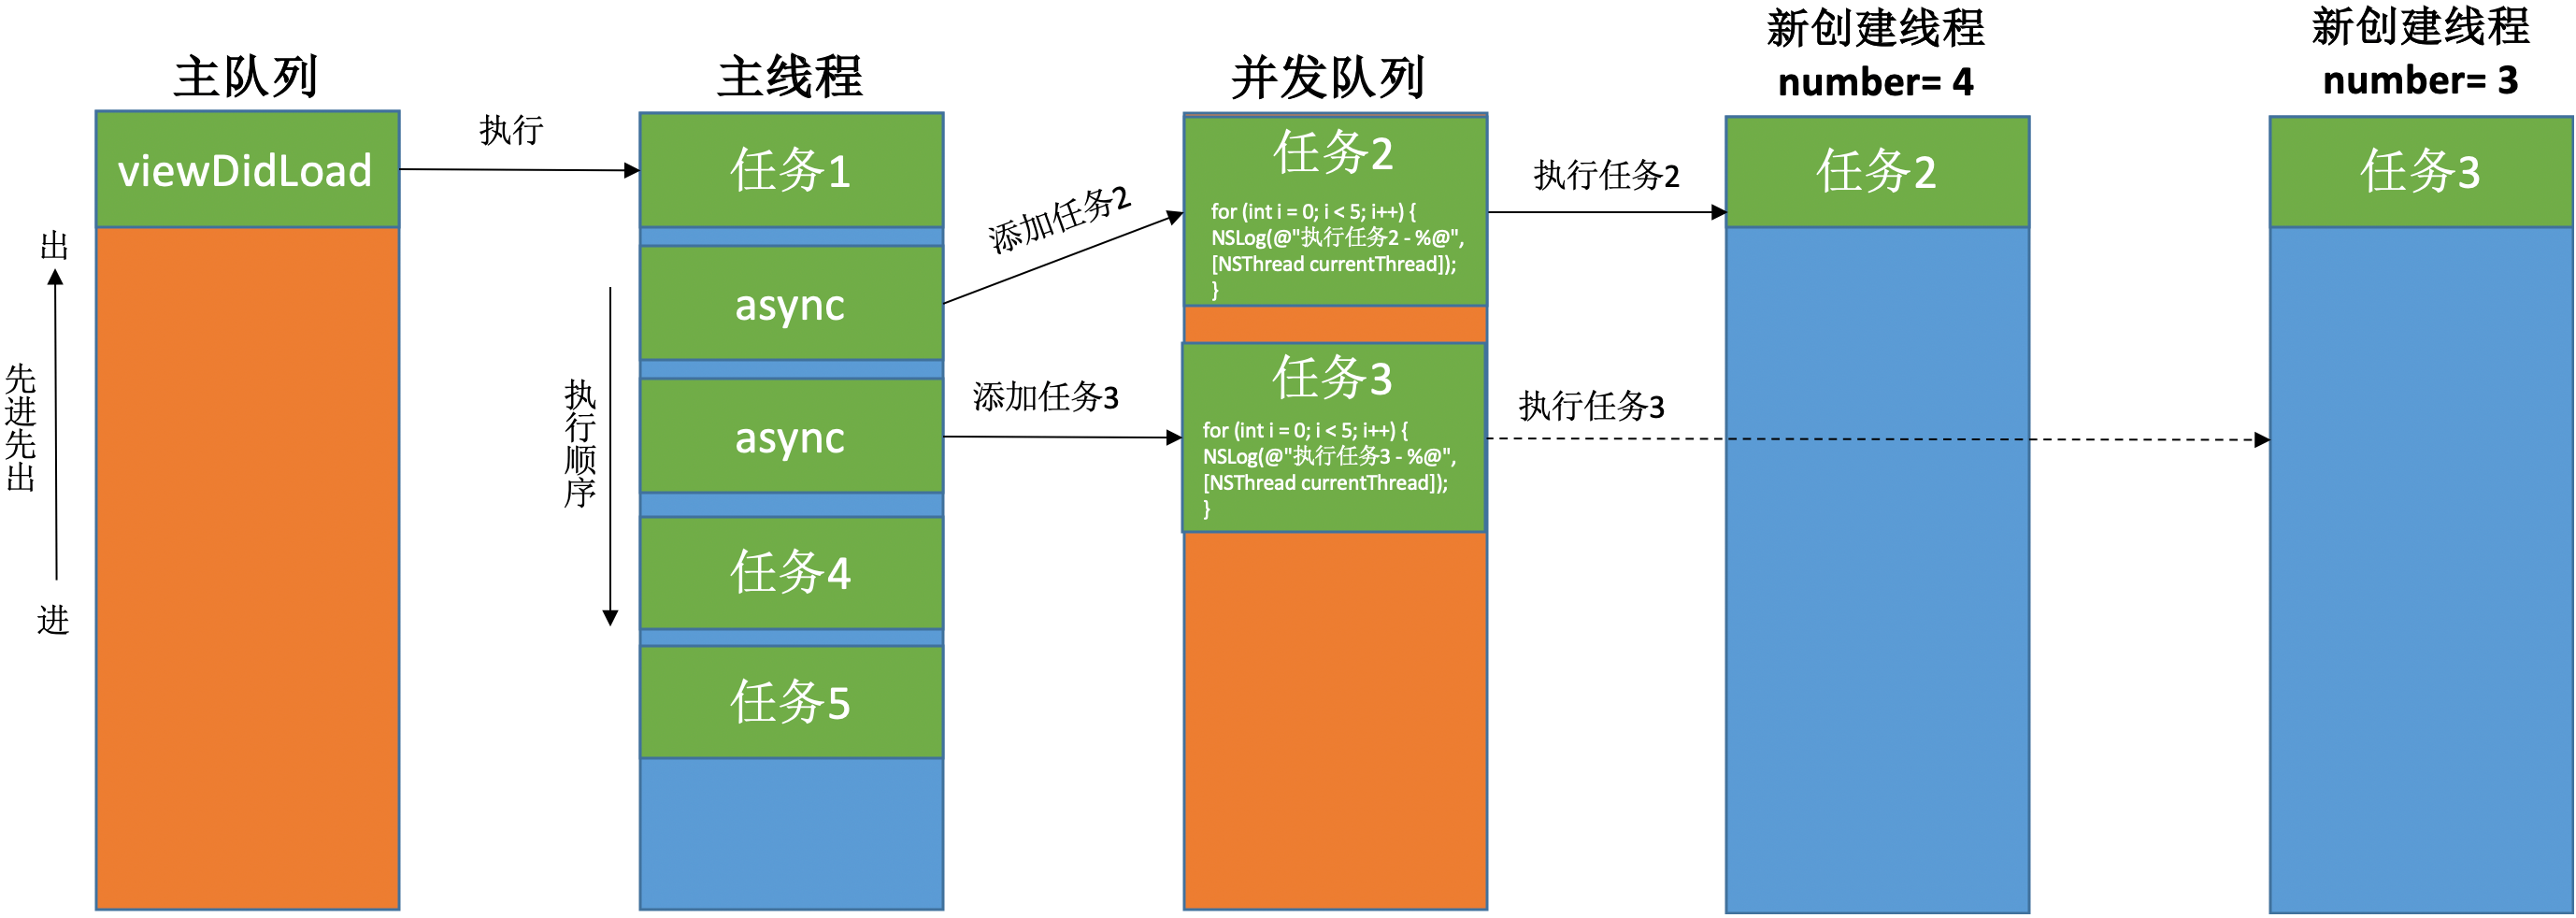 主队列
主线程
并发队列
新创建线程
number= 4
新创建线程
number= 3
viewDidLoad
执行
任务1
async
async
任务4
任务5
出
先进先出
进
执行顺序
添加任务2
添加任务3
任务2
for (int i = 0; i < 5; i++) {
NSLog(@"执行任务2 - %@",
[NSThread currentThread]);
}
任务3
for (int i = 0; i < 5; i++) {
NSLog(@"执行任务3 - %@",
[NSThread currentThread]);
}
执行任务2
执行任务3
任务2
任务3